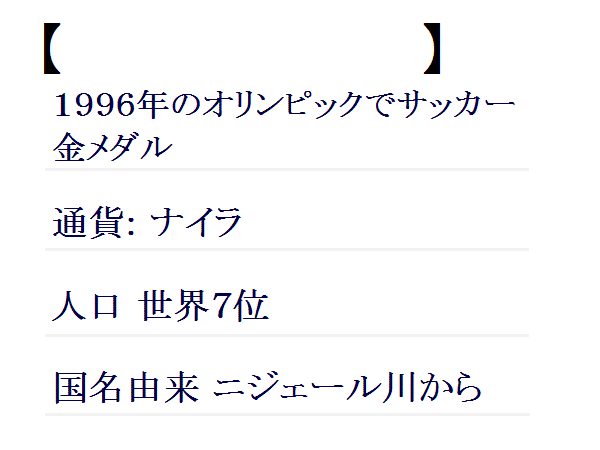 【 】
1996年のオリンピックでサッカー
金メダル
通貨: ナイラ
人口 世界7位
国名由来 ニジェール川から